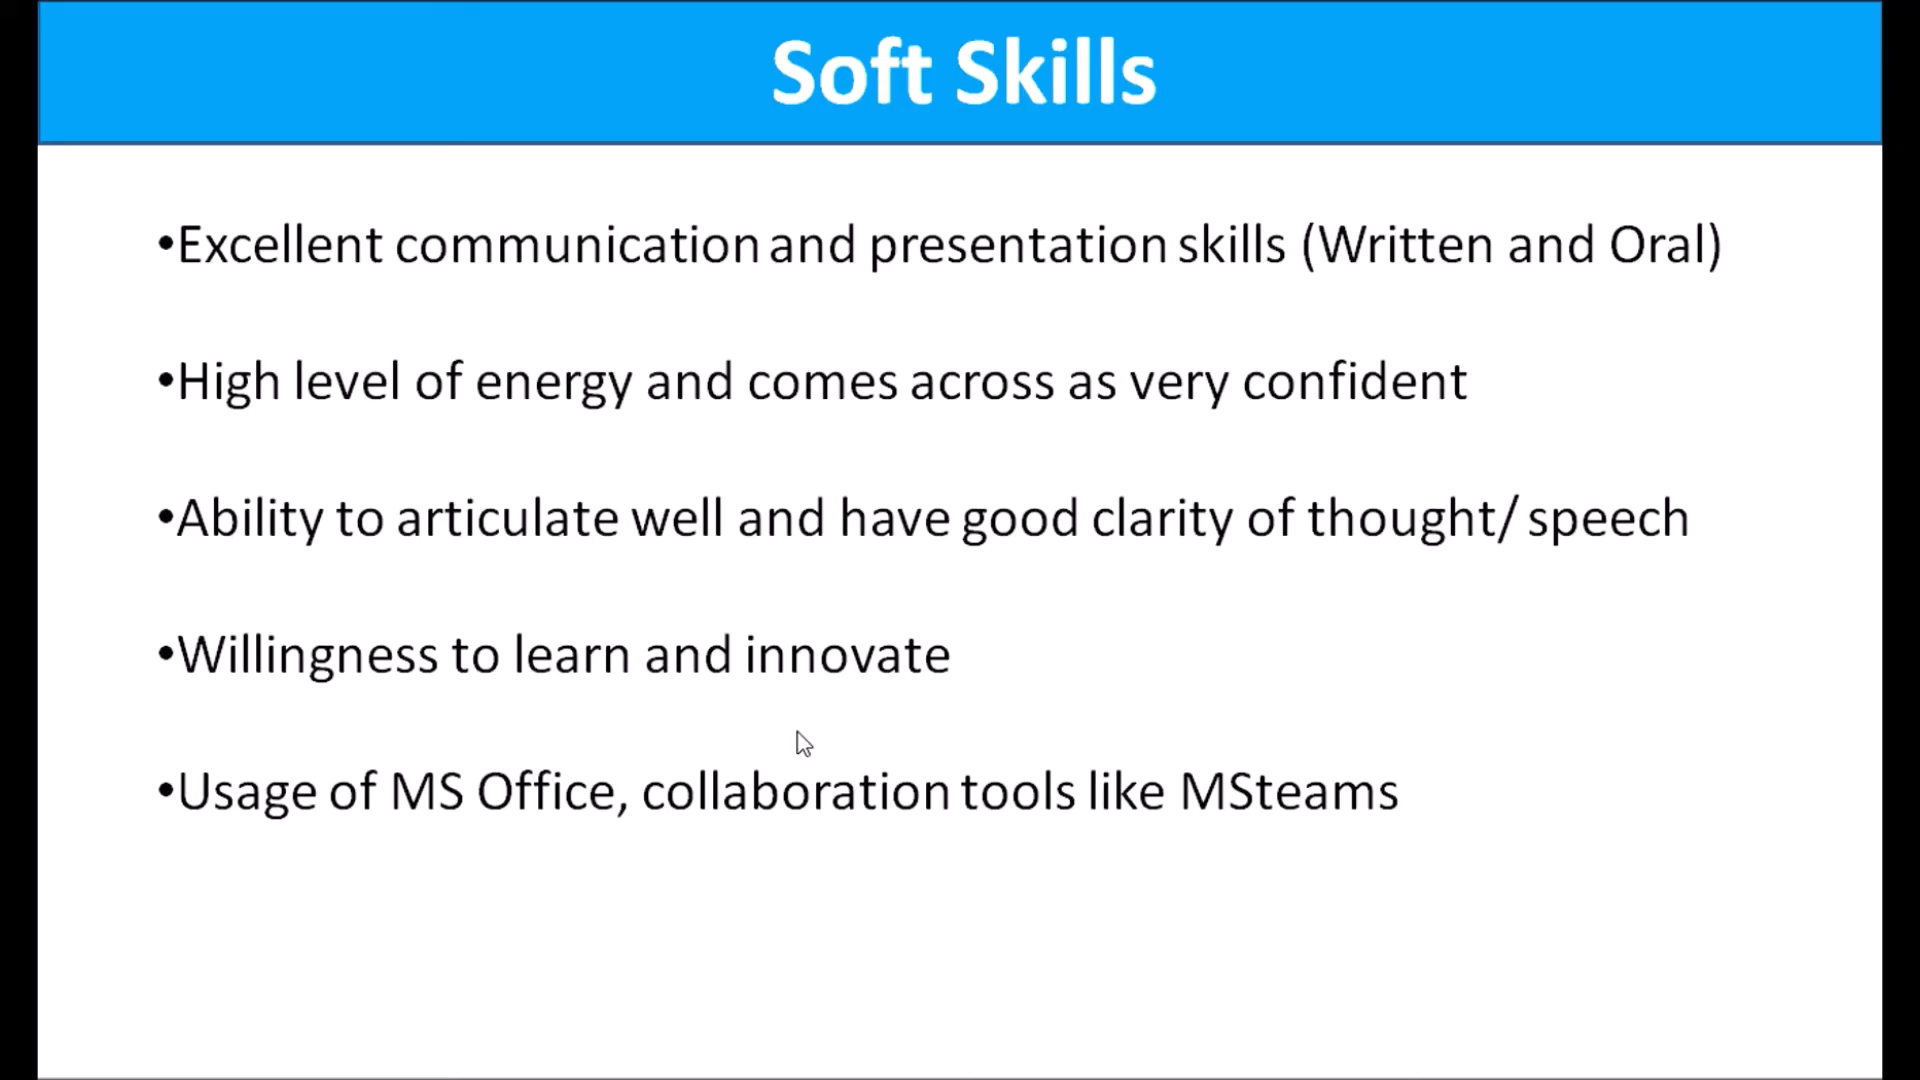 Soft Skills
•Excellent communication and presentation skills (Written and Oral)
•High level of energy and comes across as very confident
•Ability to articulate well and have good clarity of thought/ speech
•Willingness to learn and innovate
•Usage of MS Office, collaboration tools like MSteams